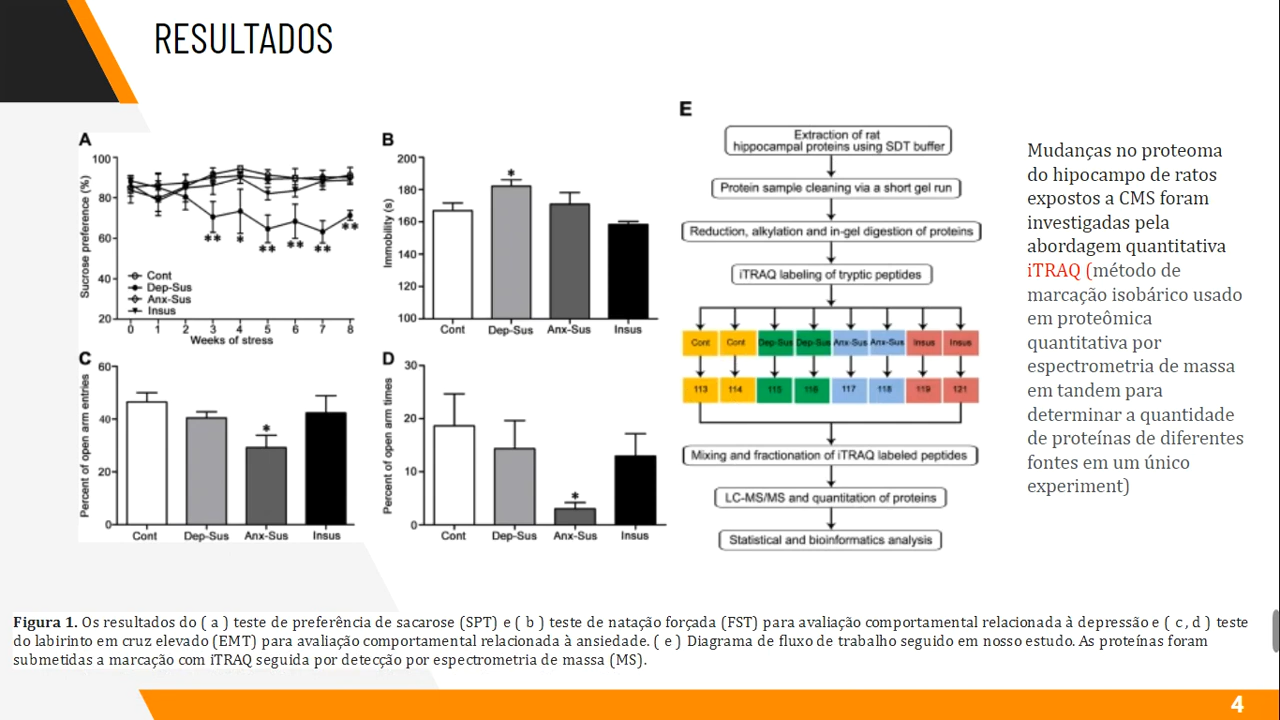 RESULTADOS
A
100
80
60
40
20
Sucrose preference (%)
Cont
Dep-Sus
Anx-Sus
Insus
** * ** ** ** **
0 1 2 3 4 5 6 7 8
Weeks of stress
B
200
180
160
140
120
100
Immobility (s)
*
Cont Dep-Sus Anx-Sus Insus
C
60
40
20
0
Percent of open arm entries
*
Cont Dep-Sus Anx-Sus Insus
D
30
20
10
0
Percent of open arm times
*
Cont Dep-Sus Anx-Sus Insus
E
Extraction of rat
hippocampal proteins using SDT buffer
Protein sample cleaning via a short gel run
Reduction, alkylation and in-gel digestion of proteins
iTRAQ labeling of tryptic peptides
Cont Cont Dep-Sus Dep-Sus Anx-Sus Anx-Sus Insus Insus
113 114 115 116 117 118 119 121
Mixing and fractionation of iTRAQ labeled peptides
LC-MS/MS and quantitation of proteins
Statistical and bioinformatics analysis
Mudanças no proteoma
do hipocampo de ratos
expostos a CMS foram
investigadas pela
abordagem quantitativa
iTRAQ (método de
marcação isobárico usado
em proteômica
quantitativa por
espectrometria de massa
em tandem para
determinar a quantidade
de proteínas de diferentes
fontes em um único
experiment)
Figura 1. Os resultados do ( a ) teste de preferência de sacarose (SPT) e ( b ) teste de natação forçada (FST) para avaliação comportamental relacionada à depressão e ( c , d ) teste
do labirinto em cruz elevado (EMT) para avaliação comportamental relacionada à ansiedade. ( e ) Diagrama de fluxo de trabalho seguido em nosso estudo. As proteínas foram
submetidas a marcação com iTRAQ seguida por detecção por espectrometria de massa (MS).
4